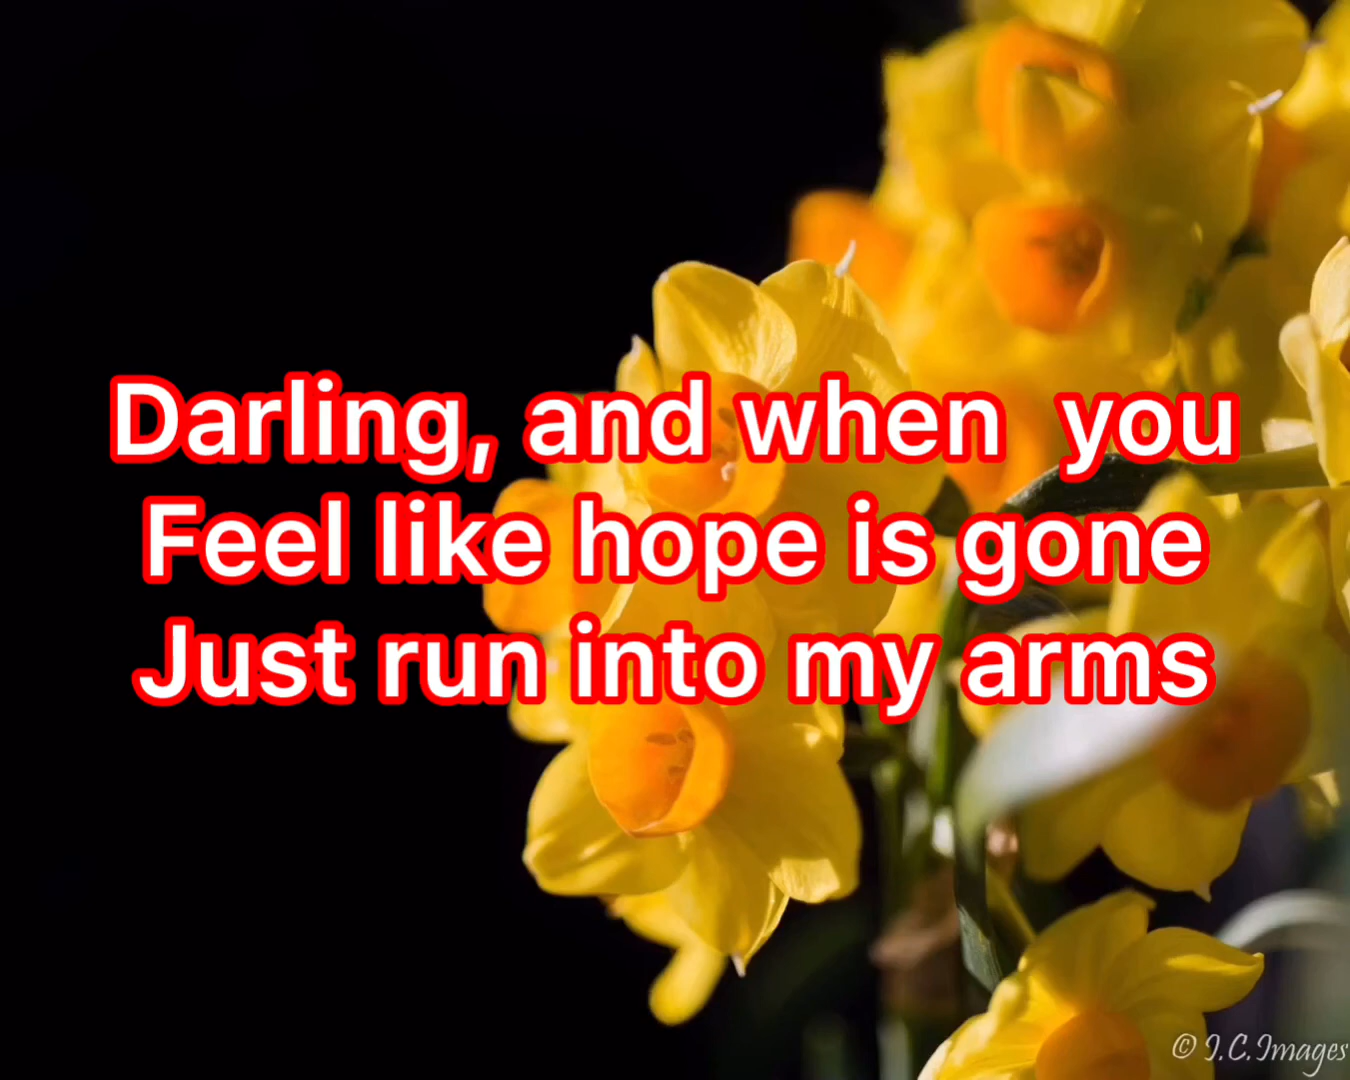 Darling, and when  you
Feel like hope is gone
Just run into my arms
© I.C.Images